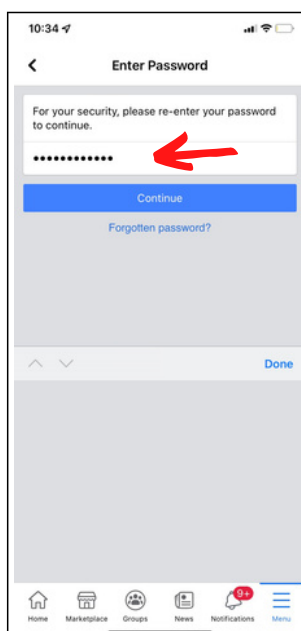 10:34
Enter Password
For your security, please re-enter your password
to continue.
••••••••••••
Continue
Forgotten password?
Done
9+
Home Marketplace Groups News Notifications Menu